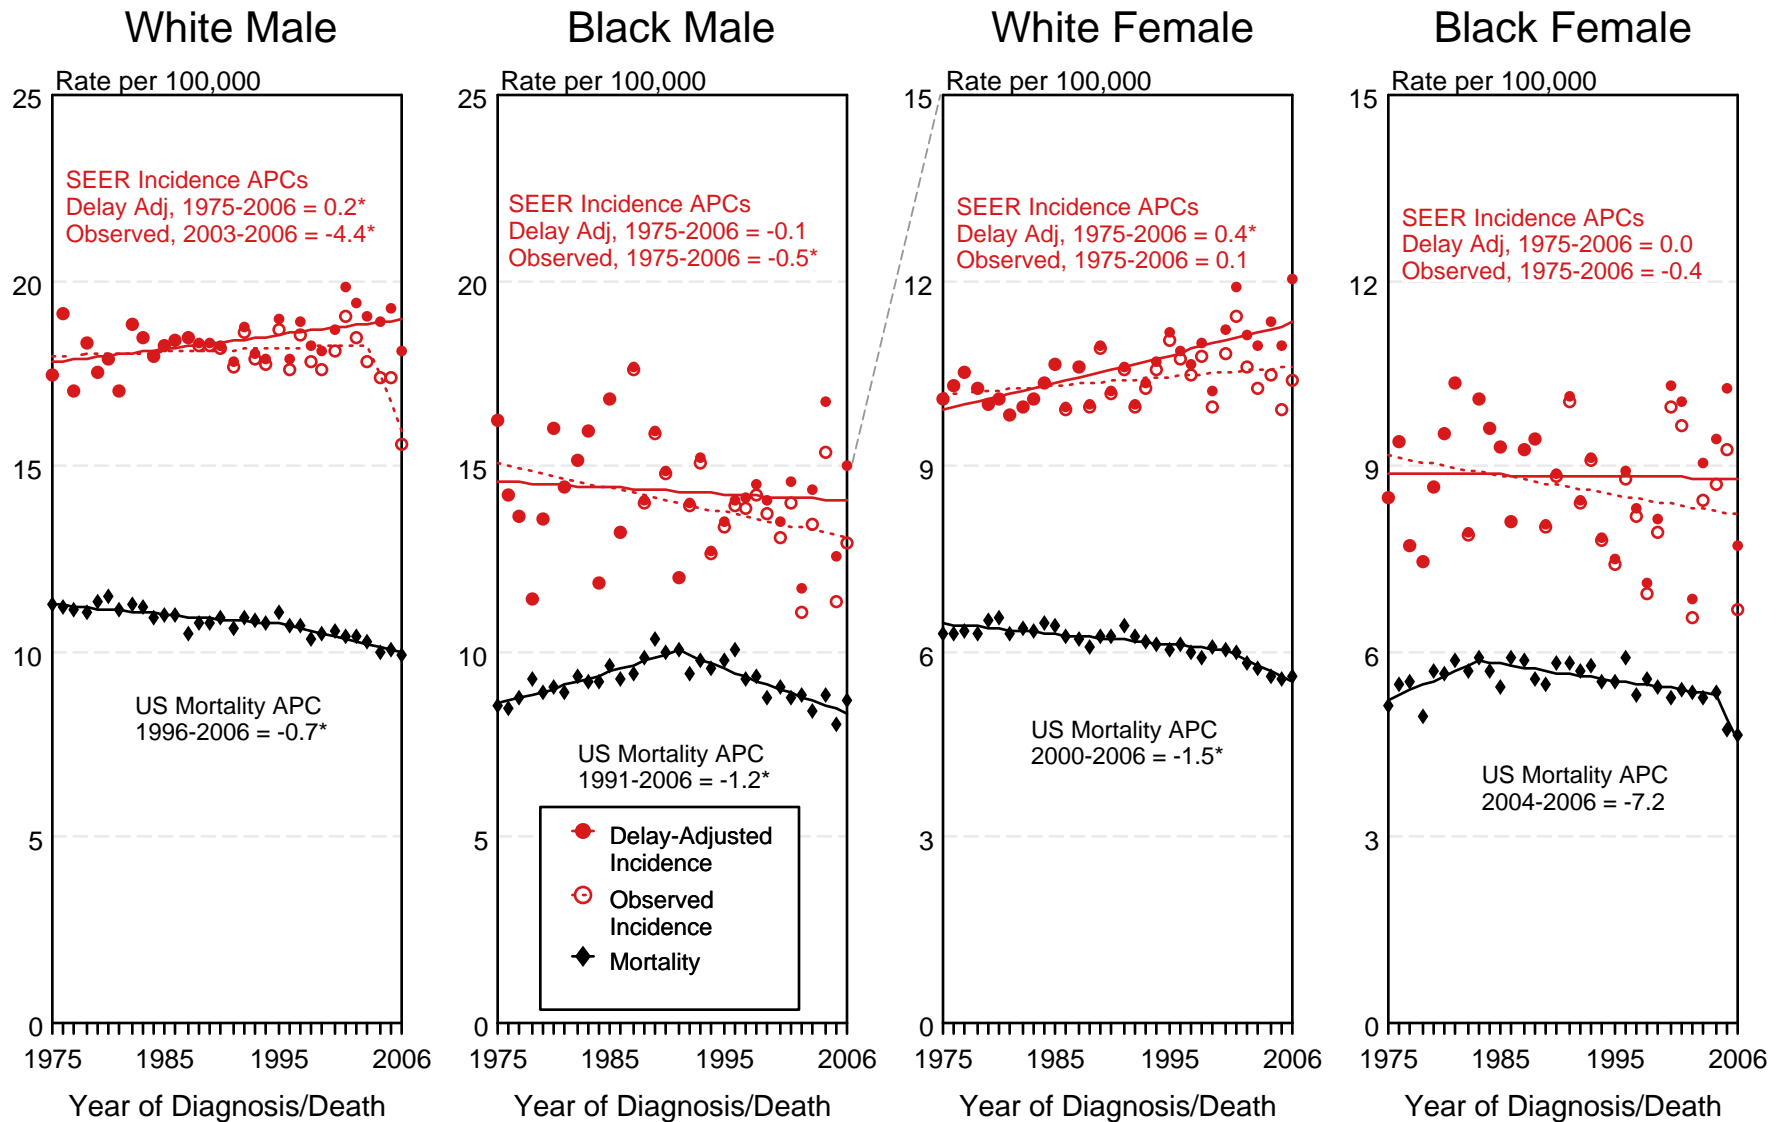 White Male
Rate per 100,000
25
20
15
10
5
0
SEER Incidence APCs
Delay Adj, 1975-2006 = 0.2*
Observed, 2003-2006 = -4.4*
US Mortality APC
1996-2006 = -0.7*
1975 1985 1995 2006
Year of Diagnosis/Death
Black Male
Rate per 100,000
25
20
15
10
5
0
SEER Incidence APCs
Delay Adj, 1975-2006 = -0.1
Observed, 1975-2006 = -0.5*
US Mortality APC
1991-2006 = -1.2*
Delay-Adjusted
Incidence
Observed
Incidence
Mortality
1975 1985 1995 2006
Year of Diagnosis/Death
White Female
Rate per 100,000
15
12
9
6
3
0
SEER Incidence APCs
Delay Adj, 1975-2006 = 0.4*
Observed, 1975-2006 = 0.1
US Mortality APC
2000-2006 = -1.5*
1975 1985 1995 2006
Year of Diagnosis/Death
Black Female
Rate per 100,000
15
12
9
6
3
0
SEER Incidence APCs
Delay Adj, 1975-2006 = 0.0
Observed, 1975-2006 = -0.4
US Mortality APC
2004-2006 = -7.2
1975 1985 1995 2006
Year of Diagnosis/Death